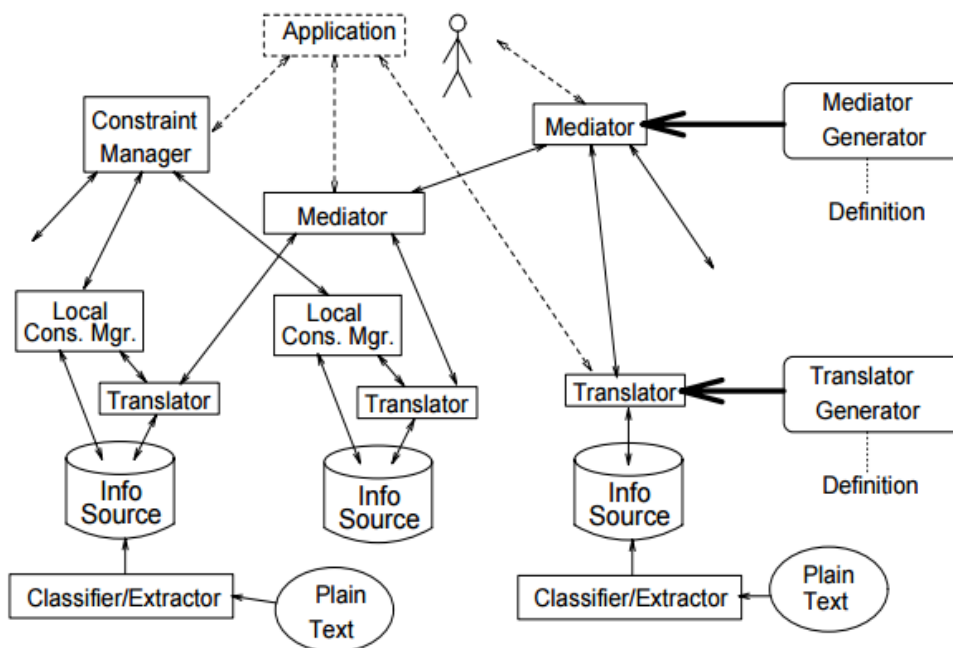 Application
Constraint
Manager
Mediator
Mediator
Generator
Definition
Mediator
Local
Cons. Mgr.
Local
Cons. Mgr.
Translator
Translator
Translator
Translator
Generator
Definition
Info
Source
Info
Source
Info
Source
Classifier/Extractor
Plain
Text
Classifier/Extractor
Plain
Text